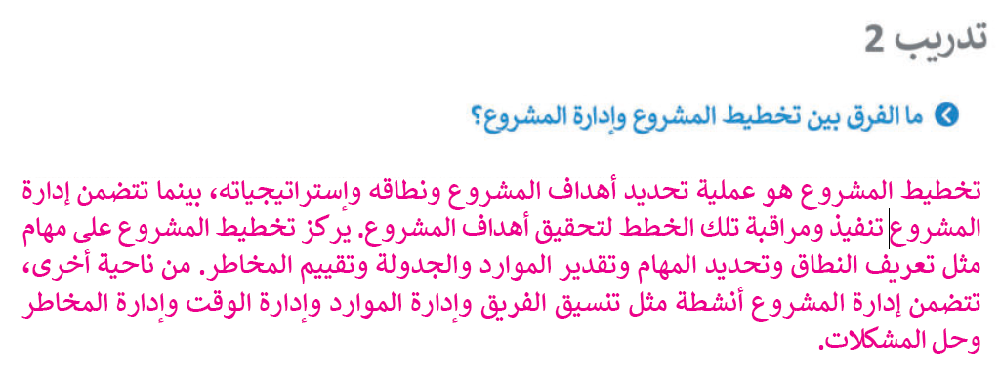 تدريب 2
ما الفرق بين تخطيط المشروع وإدارة المشروع؟
تخطيط المشروع هو عملية تحديد أهداف المشروع ونطاقه وإستراتيجياته، بينما تتضمن إدارة
المشروع تنفيذ ومراقبة تلك الخطط لتحقيق أهداف المشروع. يركز تخطيط المشروع على مهام
مثل تعريف النطاق وتحديد المهام وتقدير الموارد والجدولة وتقييم المخاطر. من ناحية أخرى،
تتضمن إدارة المشروع أنشطة مثل تنسيق الفريق وإدارة الموارد وإدارة الوقت وإدارة المخاطر
وحل المشكلات.